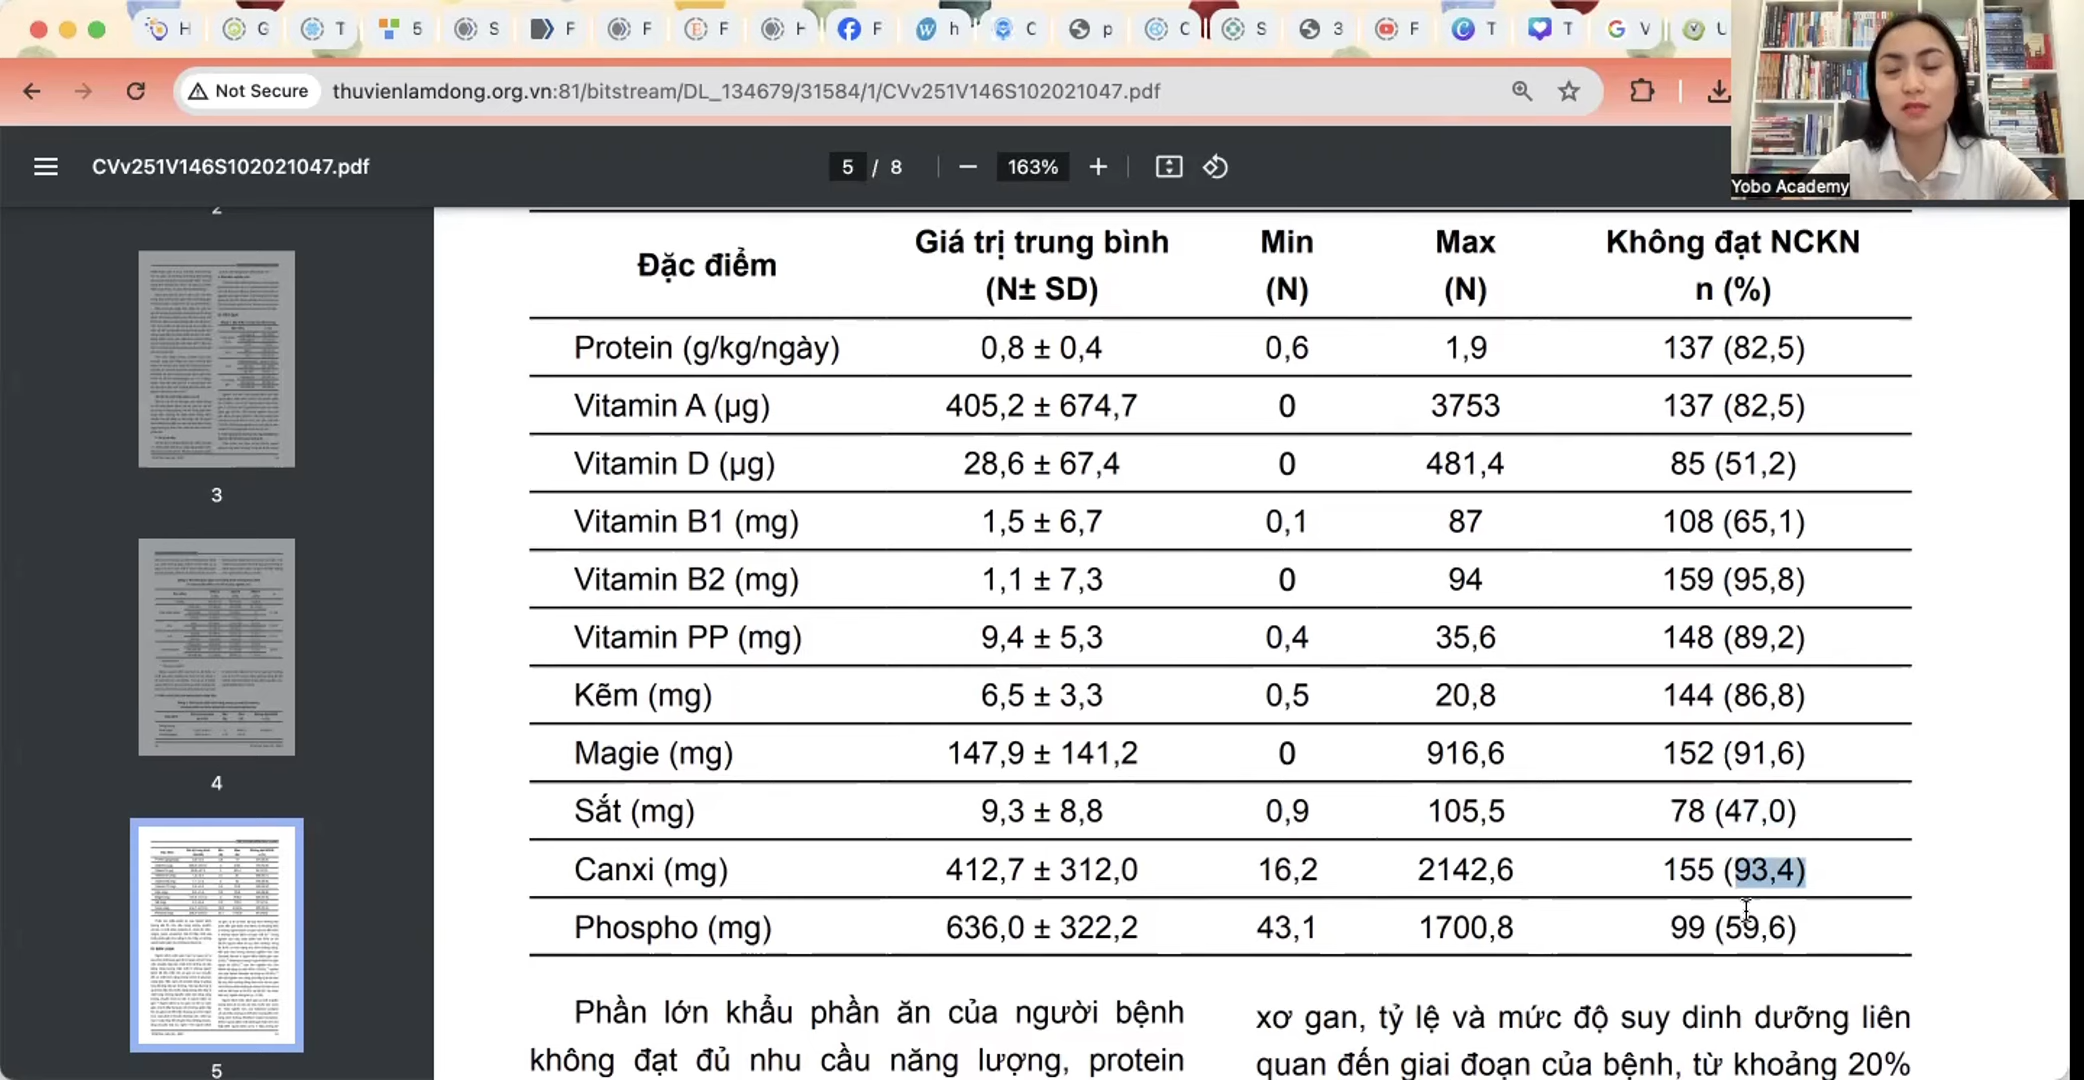 H G T 5 S F F F H F h C p C S 3 F T T V U
Not Secure thuvienlamdong.org.vn:81/bitstream/DL_134679/31584/1/CVv251V146S102021047.pdf
CVv251V146S102021047.pdf 5 / 8 163%
Yobo Academy
2
3
4
5
Đặc điểm Giá trị trung bình (N± SD) Min (N) Max (N) Không đạt NCKN n (%)
Protein (g/kg/ngày) 0,8 ± 0,4 0,6 1,9 137 (82,5)
Vitamin A (μg) 405,2 ± 674,7 0 3753 137 (82,5)
Vitamin D (μg) 28,6 ± 67,4 0 481,4 85 (51,2)
Vitamin B1 (mg) 1,5 ± 6,7 0,1 87 108 (65,1)
Vitamin B2 (mg) 1,1 ± 7,3 0 94 159 (95,8)
Vitamin PP (mg) 9,4 ± 5,3 0,4 35,6 148 (89,2)
Kẽm (mg) 6,5 ± 3,3 0,5 20,8 144 (86,8)
Magie (mg) 147,9 ± 141,2 0 916,6 152 (91,6)
Sắt (mg) 9,3 ± 8,8 0,9 105,5 78 (47,0)
Canxi (mg) 412,7 ± 312,0 16,2 2142,6 155 (93,4)
Phospho (mg) 636,0 ± 322,2 43,1 1700,8 99 (59,6)
Phần lớn khẩu phần ăn của người bệnh
không đạt đủ nhu cầu năng lượng, protein
xơ gan, tỷ lệ và mức độ suy dinh dưỡng liên
quan đến giai đoạn của bệnh, từ khoảng 20%